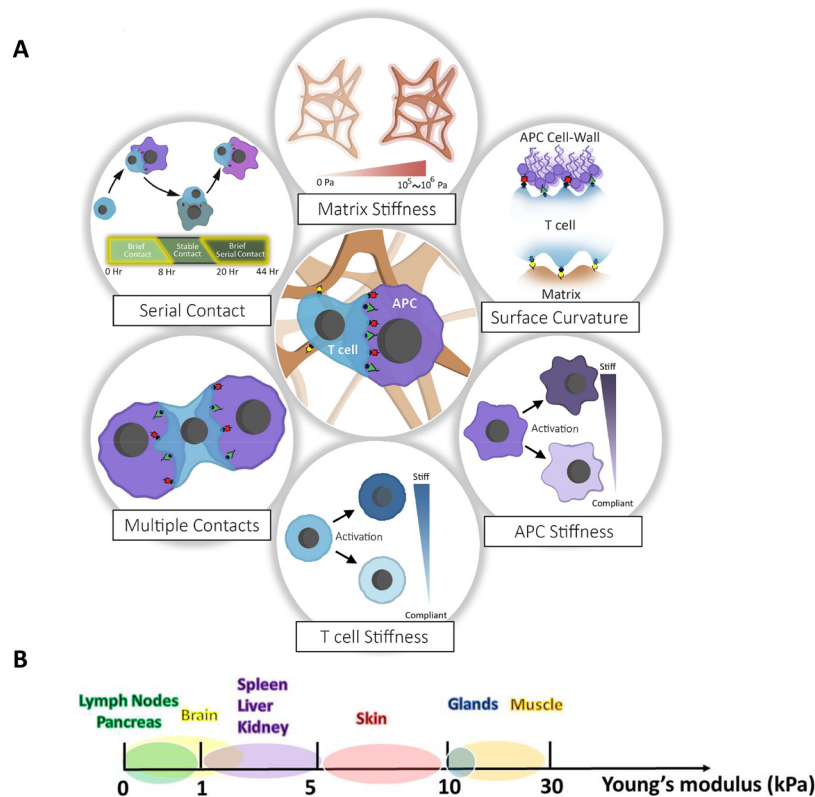 A
0 Pa
10⁵~10⁶ Pa
Matrix Stiffness
Brief
Contact
Stable
Contact
Brief
Serial Contact
0 Hr
8 Hr
20 Hr
44 Hr
Serial Contact
APC Cell-Wall
T cell
Matrix
Surface Curvature
APC
T cell
Multiple Contacts
Stiff
Activation
Compliant
APC Stiffness
Stiff
Activation
Compliant
T cell Stiffness
B
Lymph Nodes
Pancreas
Brain
Spleen
Liver
Kidney
Skin
Glands
Muscle
0
1
5
10
30
Young's modulus (kPa)